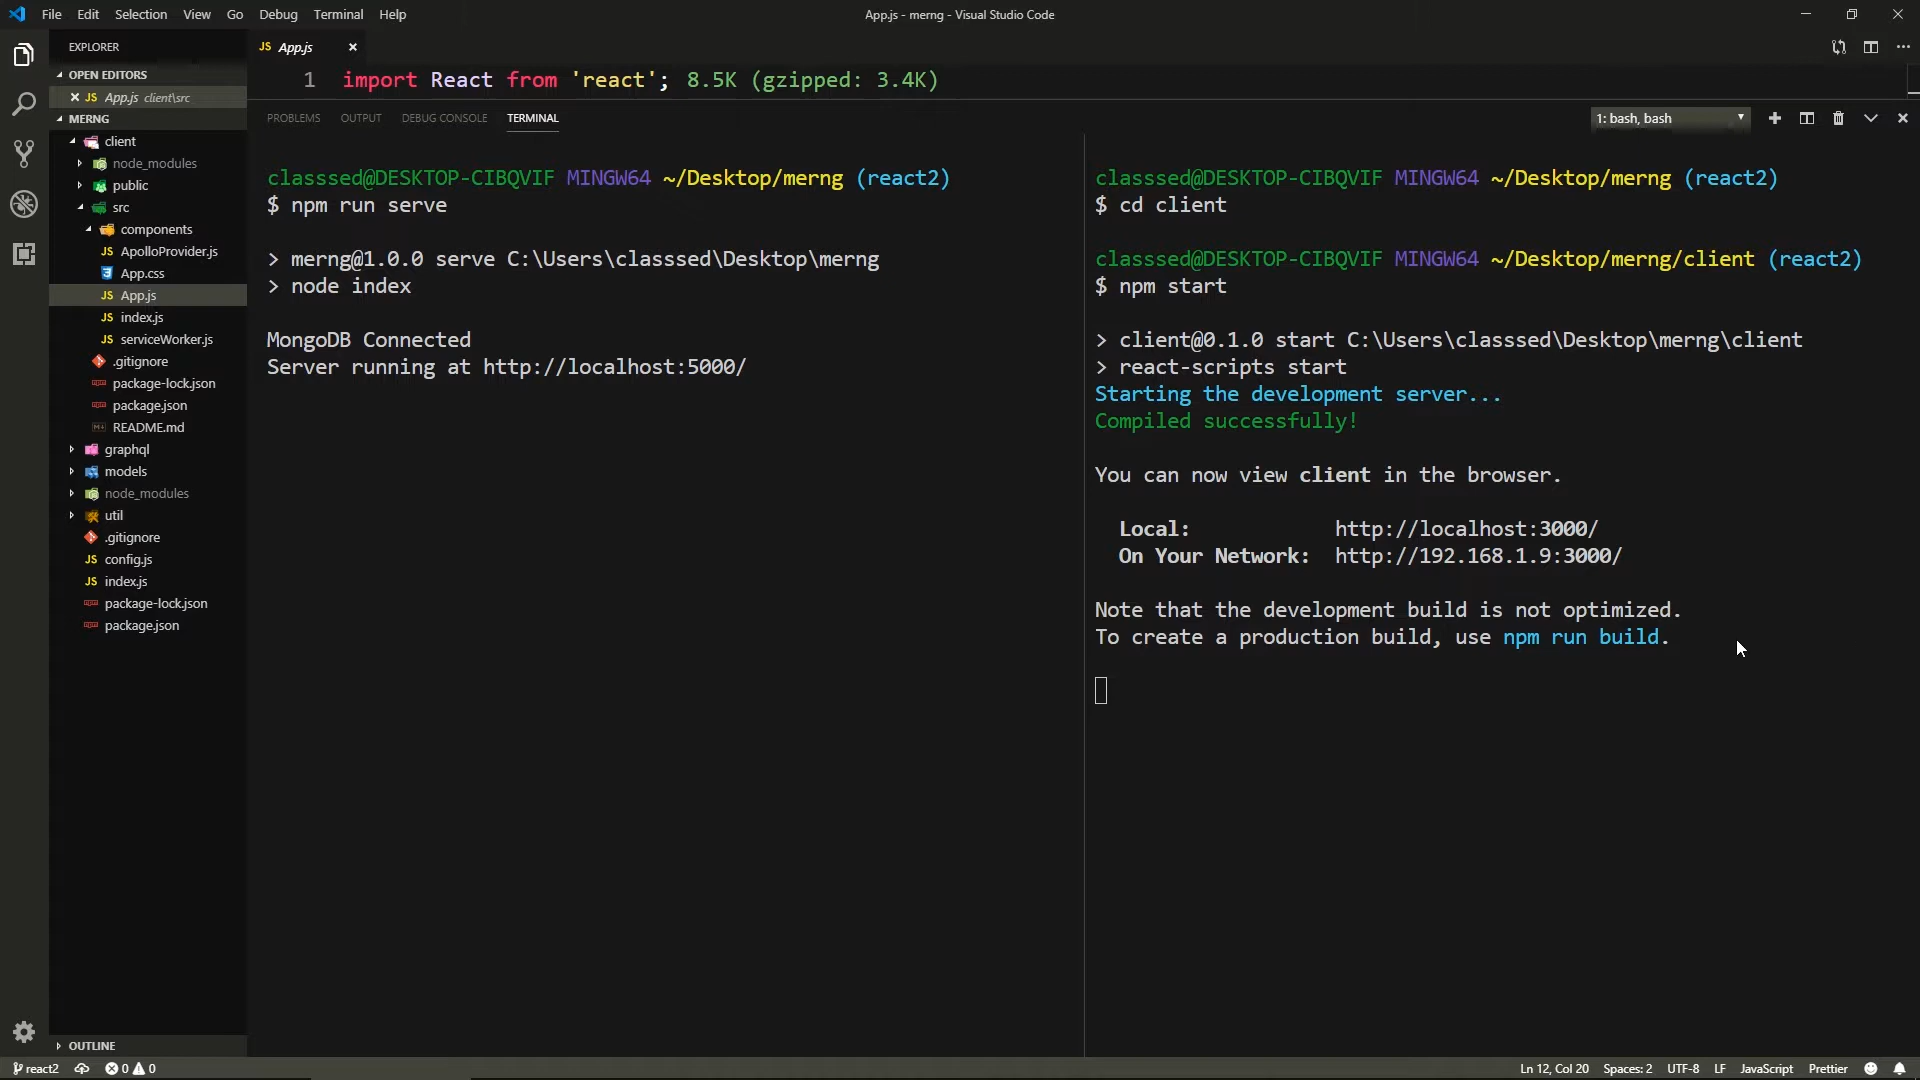 File Edit Selection View Go Debug Terminal Help
App.js - merng - Visual Studio Code
EXPLORER
OPEN EDITORS
JS App.js client\src
MERNG
client
node_modules
public
src
components
JS ApolloProvider.js
App.css
JS App.js
JS index.js
JS serviceWorker.js
.gitignore
package-lock.json
package.json
README.md
graphql
models
node_modules
util
.gitignore
JS config.js
JS index.js
package-lock.json
package.json
OUTLINE
JS App.js
1 import React from 'react'; 8.5K (gzipped: 3.4K)
PROBLEMS OUTPUT DEBUG CONSOLE TERMINAL
1: bash, bash
classsed@DESKTOP-CIBQVIF MINGW64 ~/Desktop/merng (react2)
$ npm run serve
> merng@1.0.0 serve C:\Users\classsed\Desktop\merng
> node index
MongoDB Connected
Server running at http://localhost:5000/
classsed@DESKTOP-CIBQVIF MINGW64 ~/Desktop/merng (react2)
$ cd client
classsed@DESKTOP-CIBQVIF MINGW64 ~/Desktop/merng/client (react2)
$ npm start
> client@0.1.0 start C:\Users\classsed\Desktop\merng\client
> react-scripts start
Starting the development server...
Compiled successfully!
You can now view client in the browser.
Local: http://localhost:3000/
On Your Network: http://192.168.1.9:3000/
Note that the development build is not optimized.
To create a production build, use npm run build.
react2 0 0
Ln 12, Col 20 Spaces: 2 UTF-8 LF JavaScript Prettier